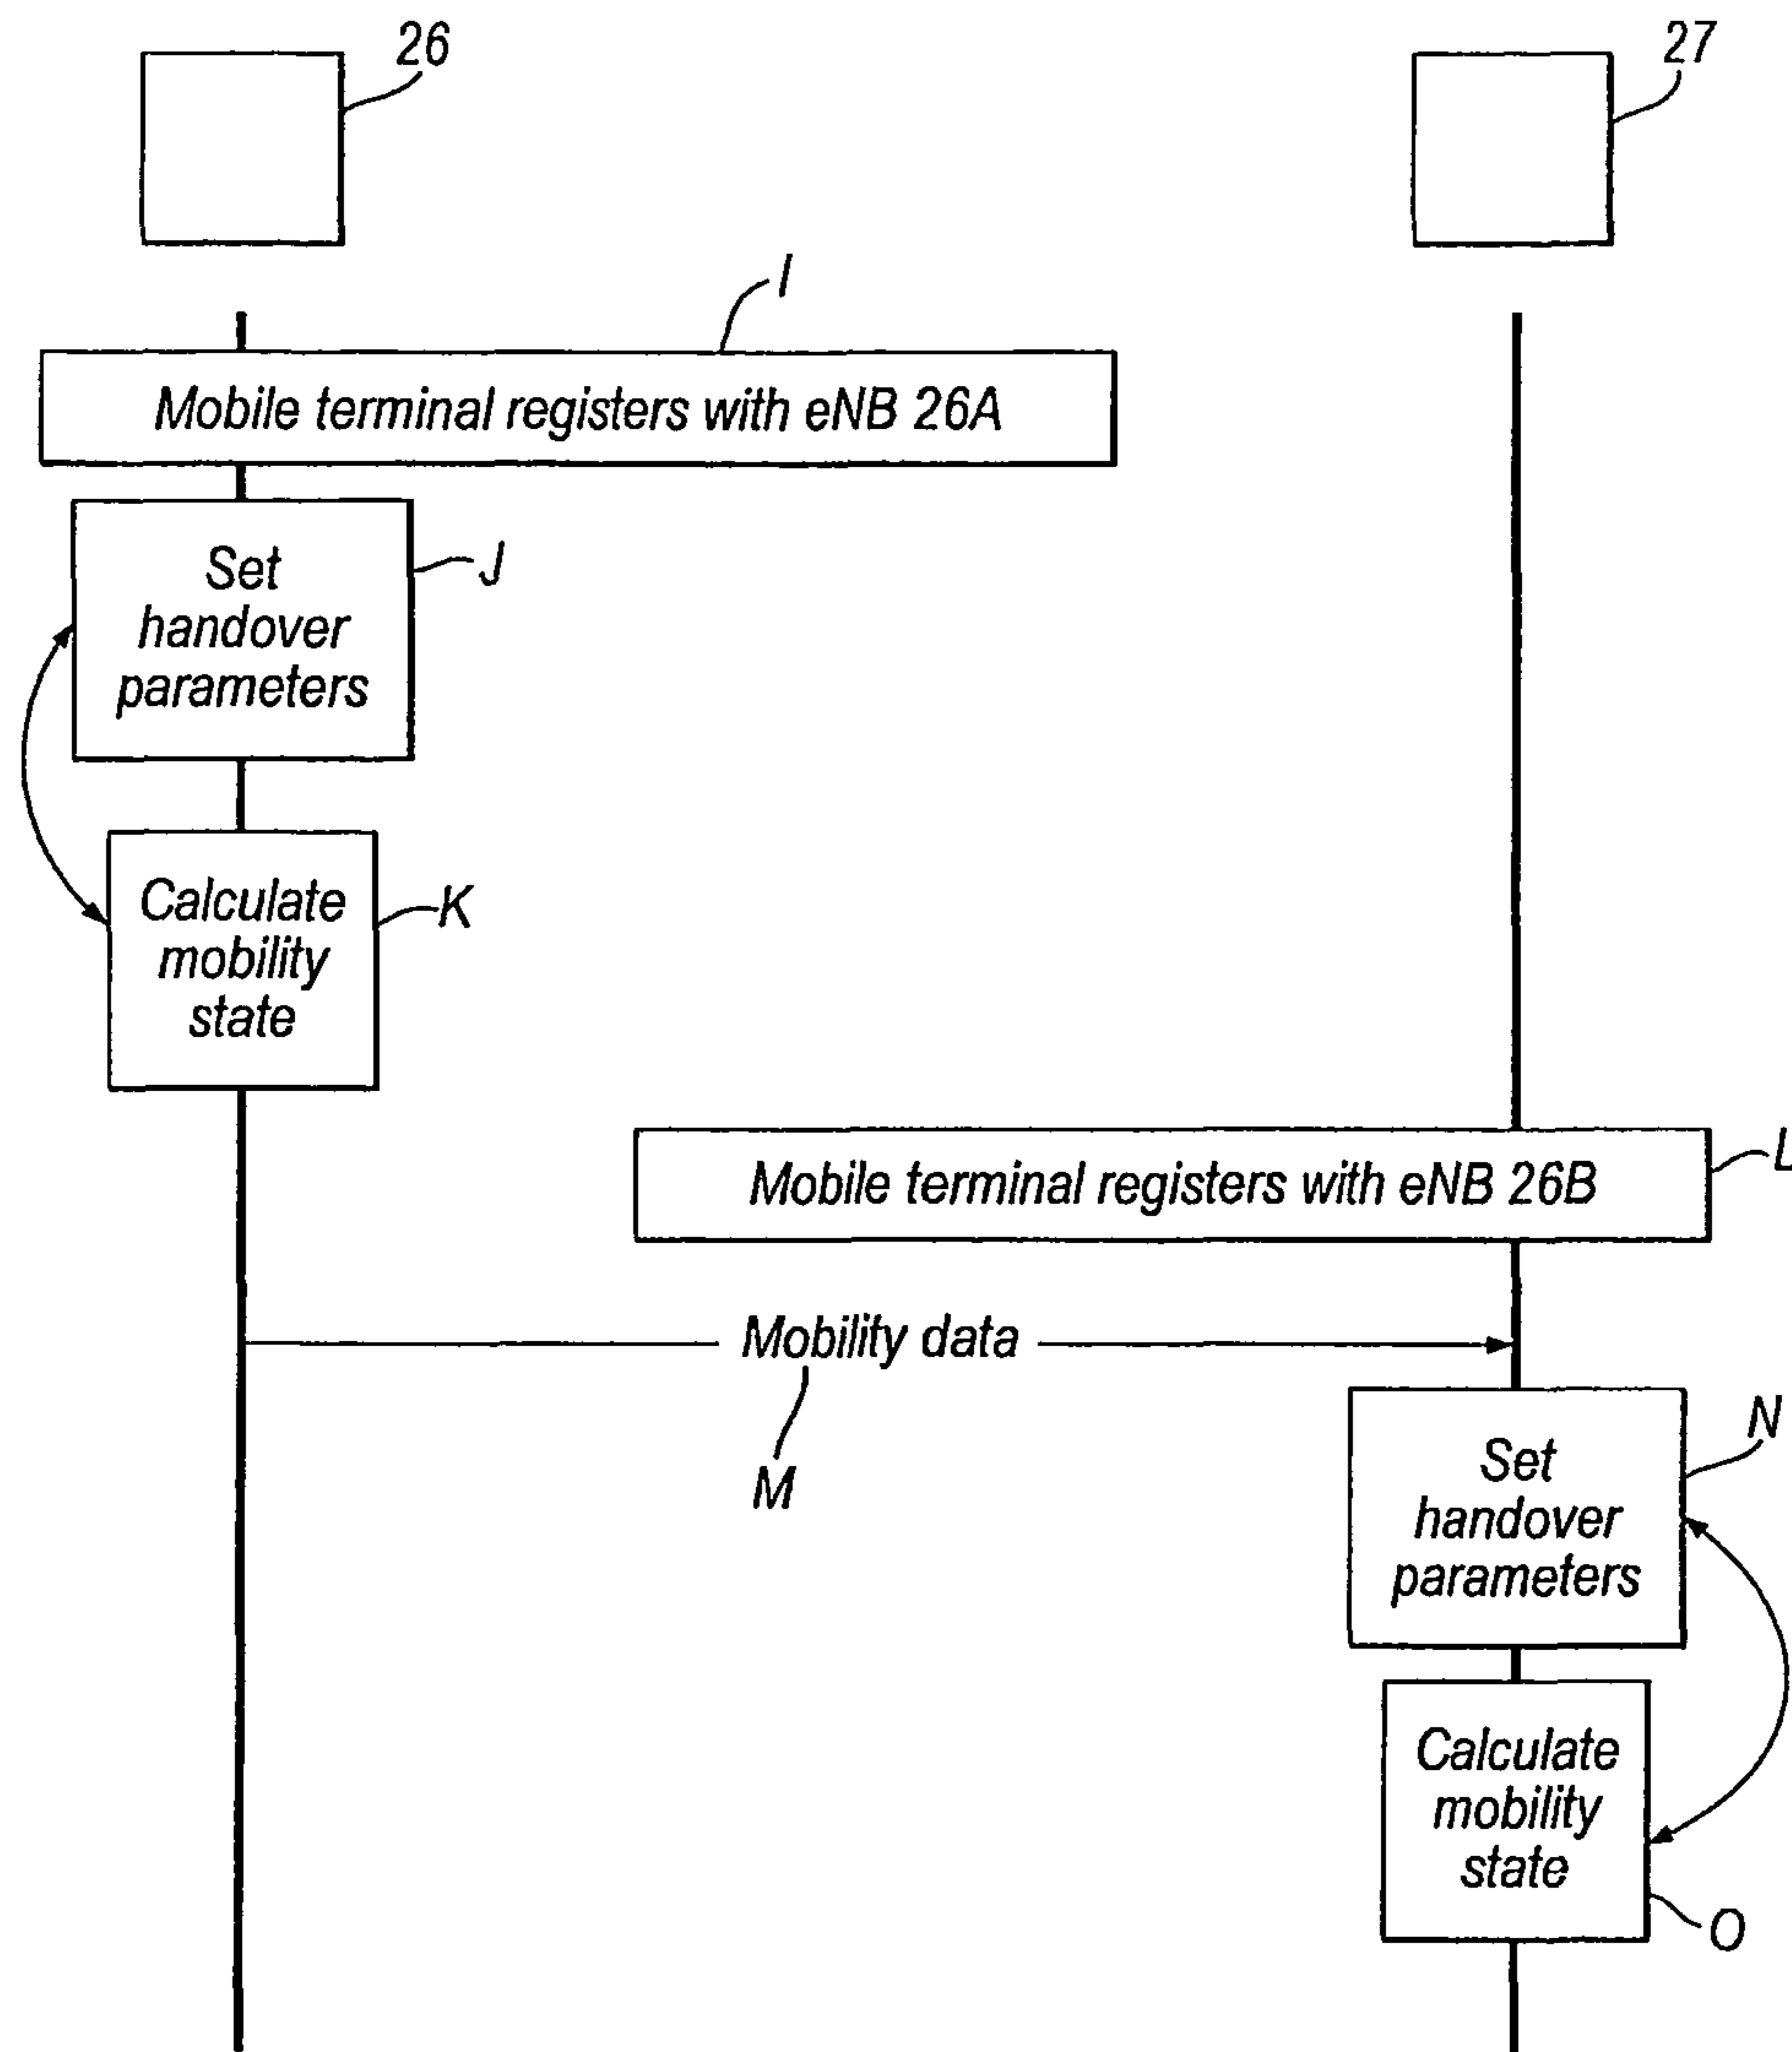 26
27
I
Mobile terminal registers with eNB 26A
Set
handover
parameters
J
Calculate
mobility
state
K
Mobile terminal registers with eNB 26B
L
Mobility data
M
Set
handover
parameters
N
Calculate
mobility
state
O